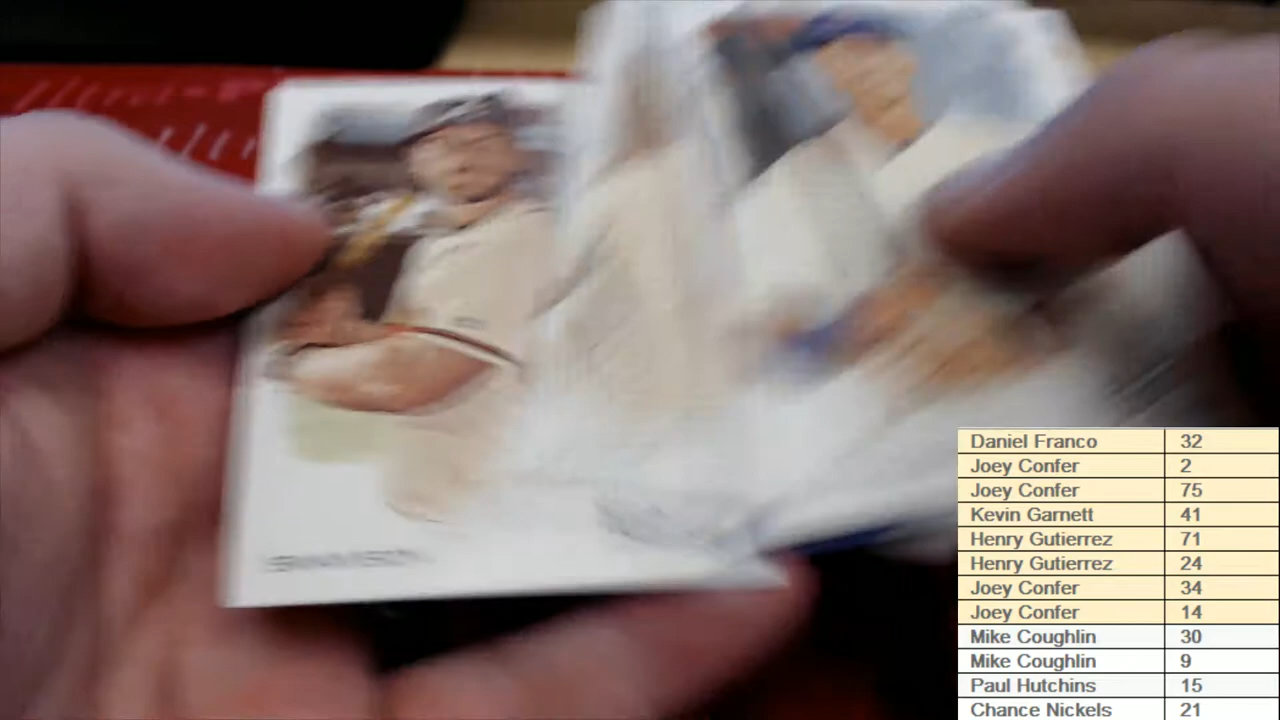 Daniel Franco 32
Joey Confer 2
Joey Confer 75
Kevin Garnett 41
Henry Gutierrez 71
Henry Gutierrez 24
Joey Confer 34
Joey Confer 14
Mike Coughlin 30
Mike Coughlin 9
Paul Hutchins 15
Chance Nickels 21